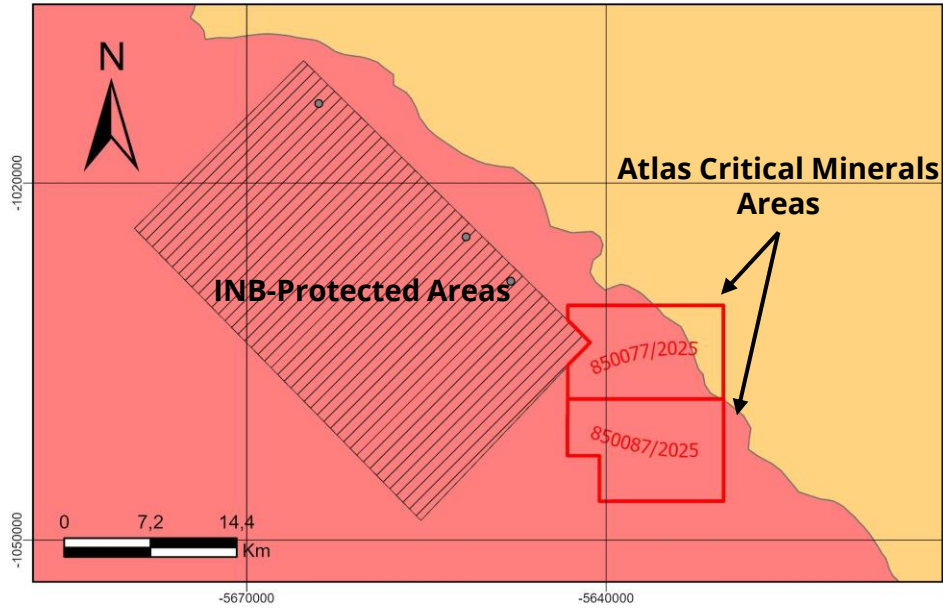 N
-1020000
Atlas Critical Minerals
Areas
INB-Protected Areas
850077/2025
850087/2025
0 7,2 14,4
Km
-1050000
-5670000 -5640000